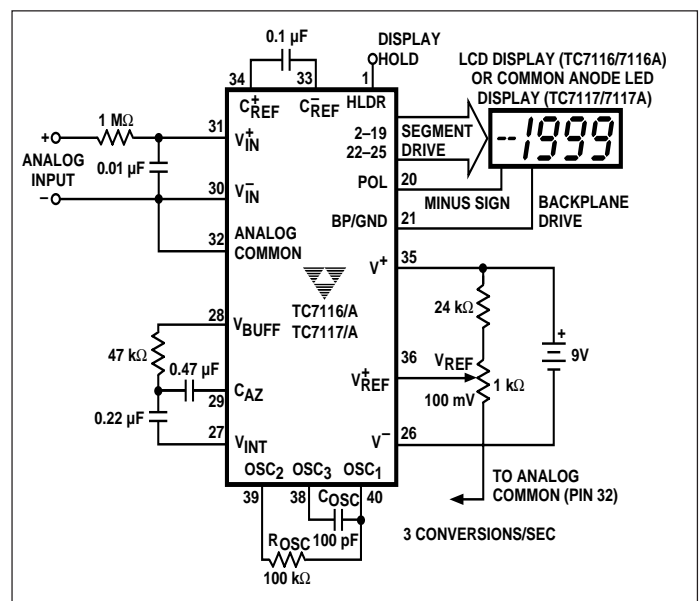 0.1 µF
34
33
DISPLAY
HOLD
1
LCD DISPLAY (TC7116/7116A)
OR COMMON ANODE LED
DISPLAY (TC7117/7117A)
C+REF
C–REF
HLDR
1 MΩ
31
V+IN
+
ANALOG
INPUT
–
0.01 µF
30
V–IN
32
ANALOG
COMMON
2–19
22–25
SEGMENT
DRIVE
-1999
POL
20
MINUS SIGN
BP/GND
21
BACKPLANE
DRIVE
V+
35
TC7116/A
TC7117/A
28
VBUFF
47 kΩ
0.47 µF
CAZ
29
0.22 µF
27
VINT
24 kΩ
+
9V
36
V+REF
VREF
1 kΩ
100 mV
V–
26
OSC2
OSC3
OSC1
39
38
40
COSC
100 pF
ROSC
100 kΩ
TO ANALOG
COMMON (PIN 32)
3 CONVERSIONS/SEC